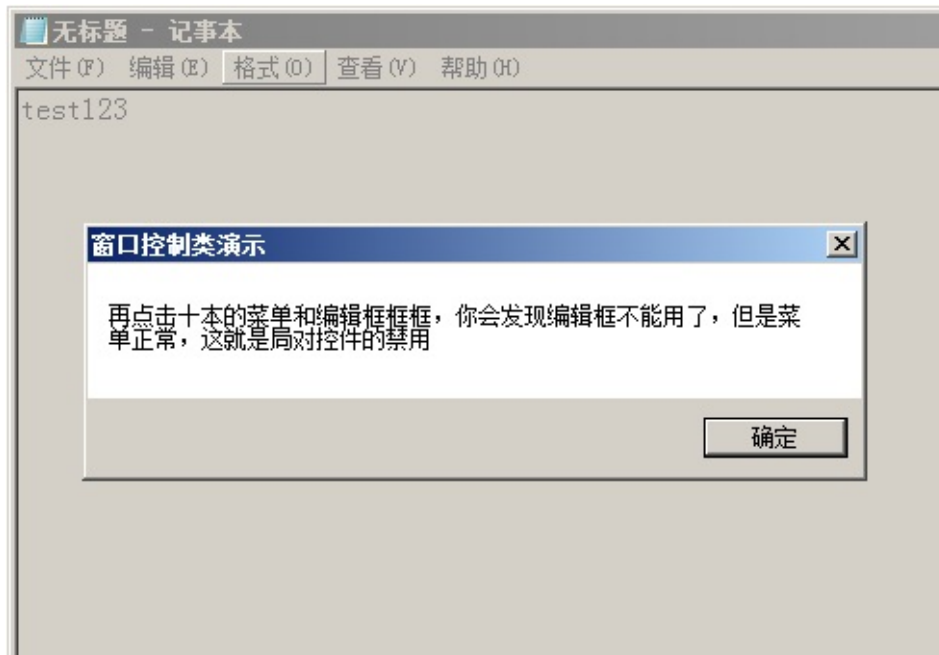 无标题 - 记事本
文件(F) 编辑(E) 格式(O) 查看(V) 帮助(H)
test123
窗口控制类演示
再点击十本的菜单和编辑框框框，你会发现编辑框不能用了，但是菜
单正常，这就是局对控件的禁用
确定